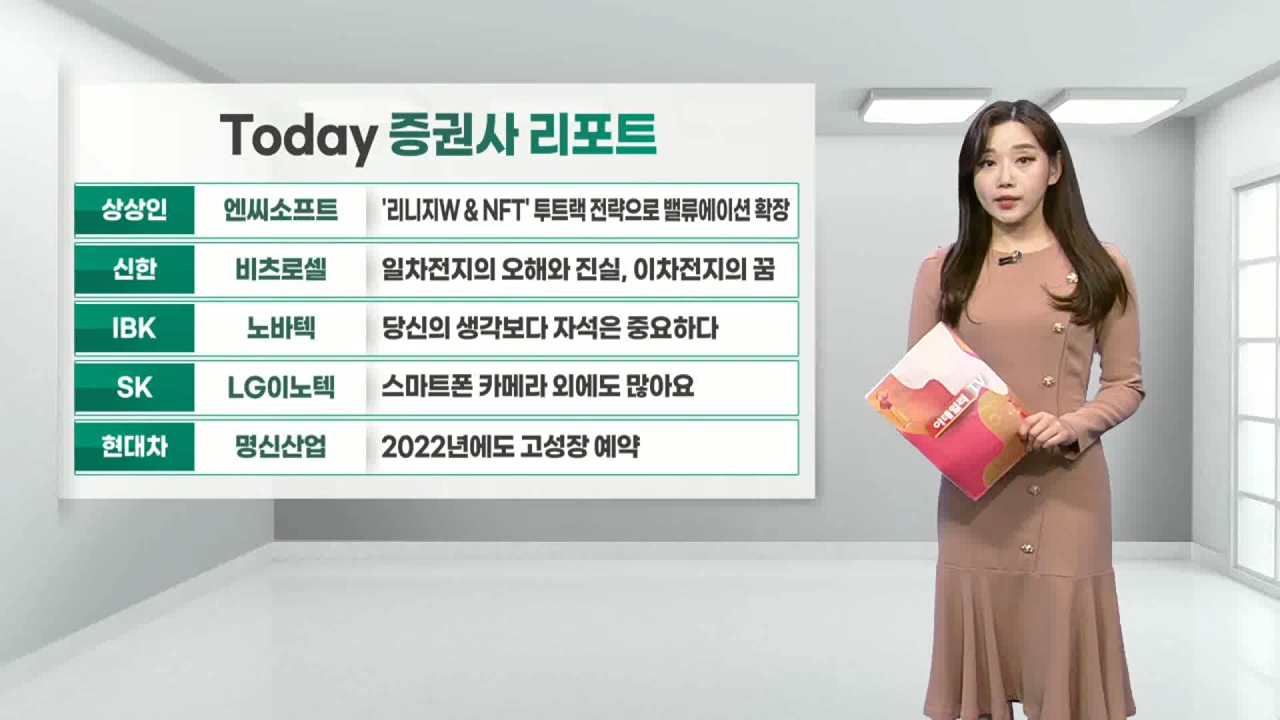 Today 증권사 리포트
상상인 엔씨소프트 '리니지W & NFT' 투트랙 전략으로 밸류에이션 확장
신한 비츠로셀 일차전지의 오해와 진실, 이차전지의 꿈
IBK 노바텍 당신의 생각보다 자석은 중요하다
SK LG이노텍 스마트폰 카메라 외에도 많아요
현대차 명신산업 2022년에도 고성장 예약
이데일리 TV